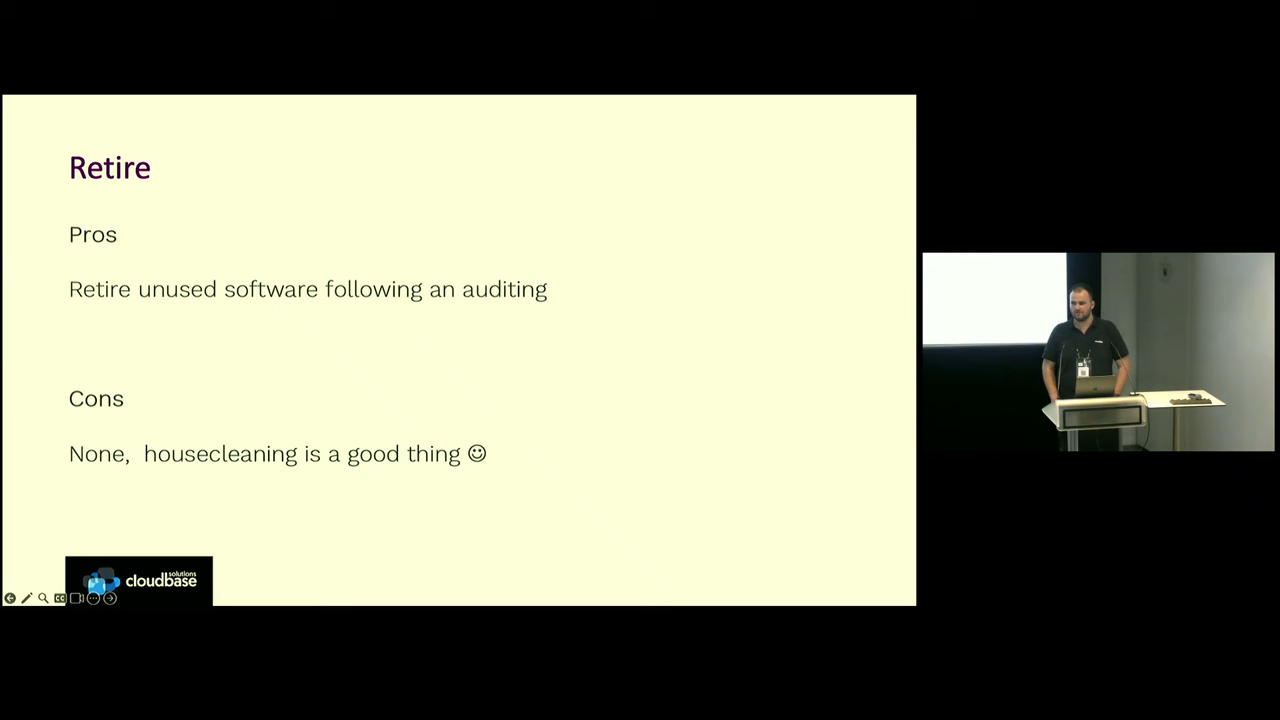 Retire
Pros
Retire unused software following an auditing
Cons
None, housecleaning is a good thing ☺
cloudbase
solutions